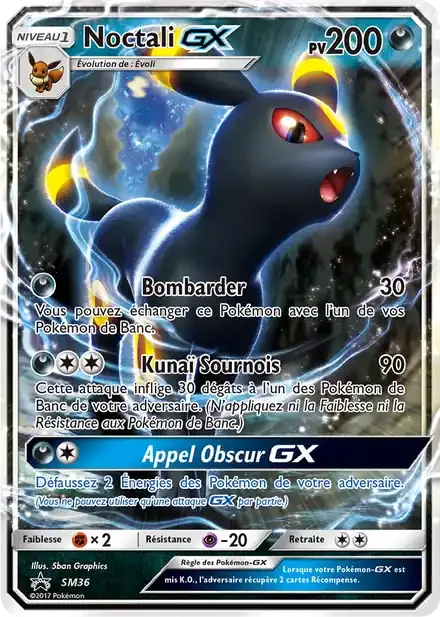 NIVEAU1 Noctali GX PV200
Évolution de : Évoli
Bombarder 30
Vous pouvez échanger ce Pokémon avec l'un de vos
Pokémon de Banc.
Kunaï Sournois 90
Cette attaque inflige 30 dégâts à l'un des Pokémon de
Banc de votre adversaire. (N'appliquez ni la Faiblesse ni la
Résistance aux Pokémon de Banc.)
Appel Obscur GX
Défaussez 2 Énergies des Pokémon de votre adversaire.
(Vous ne pouvez utiliser qu'une attaque GX par partie.)
Faiblesse ×2 Résistance -20 Retraite
Illus. 5ban Graphics
Règle des Pokémon-GX
Lorsque votre Pokémon-GX est
mis K.O., l'adversaire récupère 2 cartes Récompense.
PROMO SM36
©2017 Pokémon